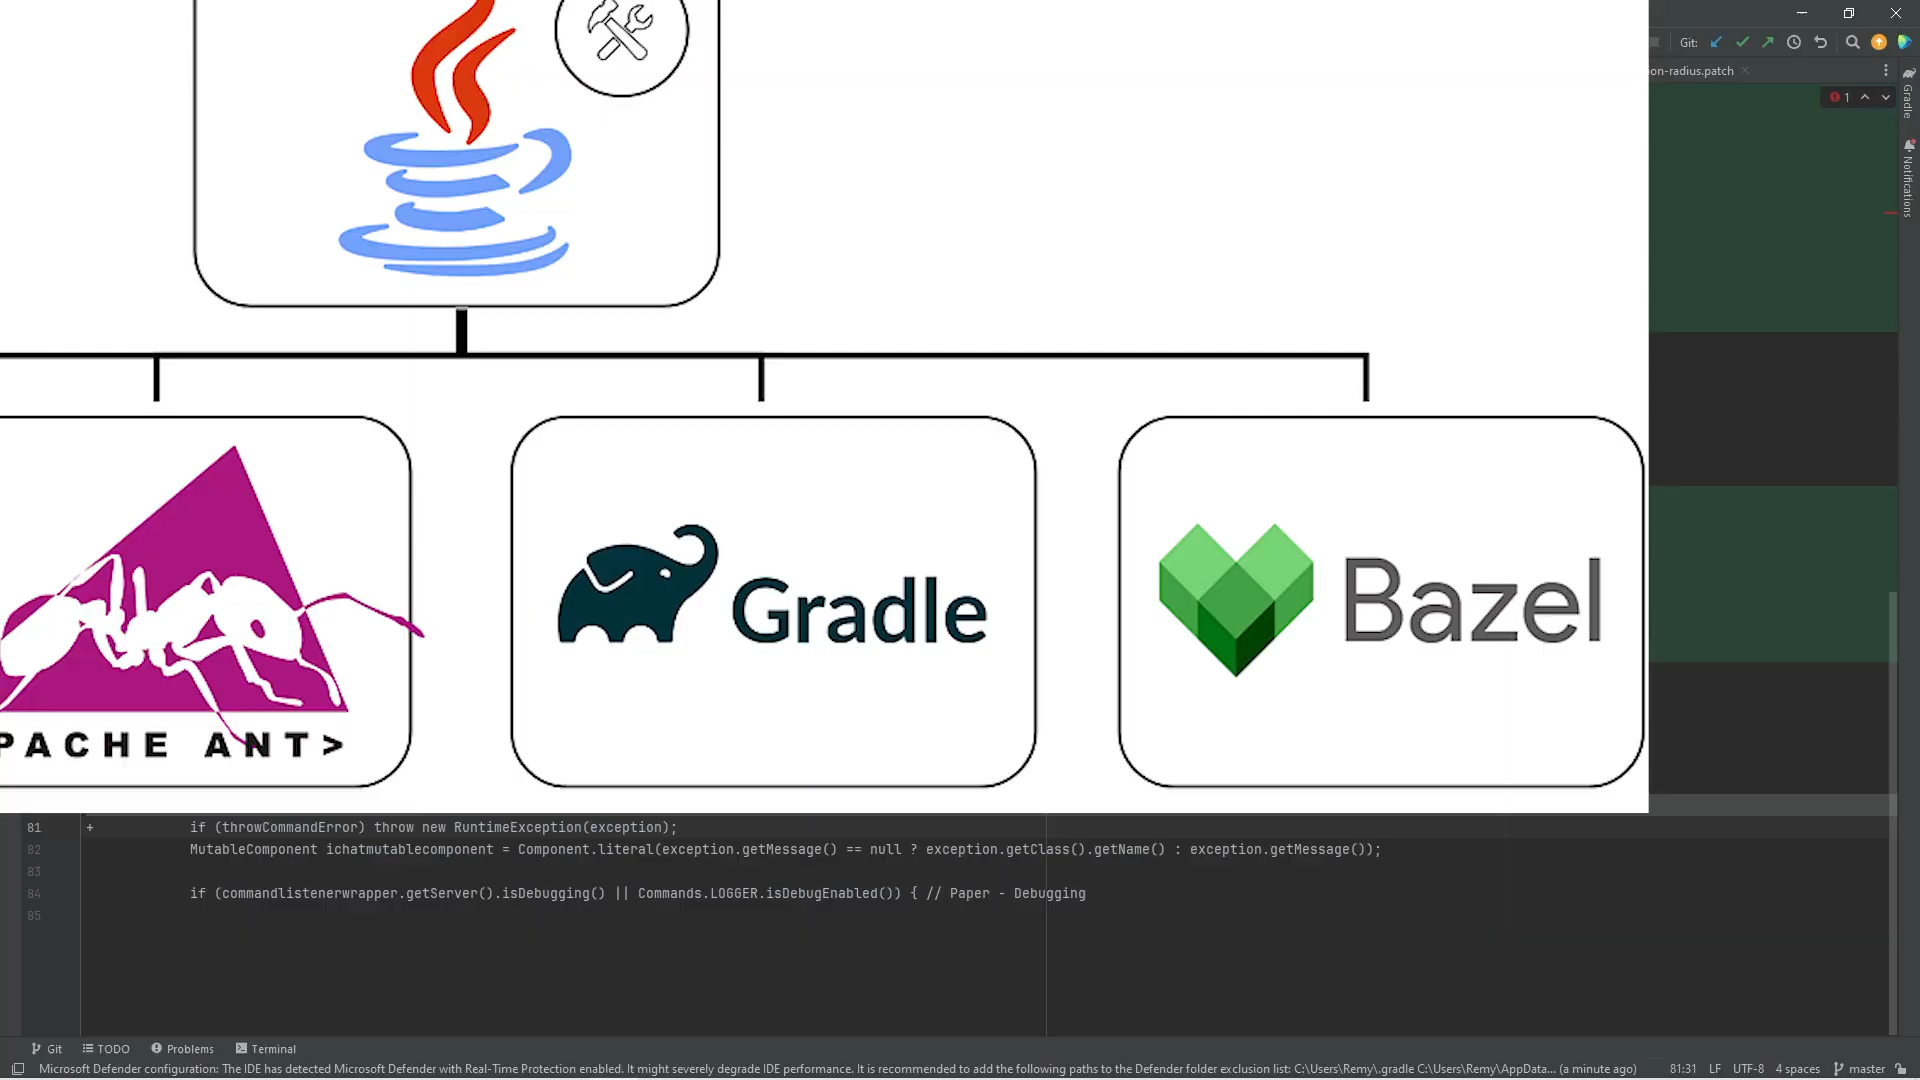 Git:
on-radius.patch
1
Gradle
Notifications
PACHE ANT>
Gradle
Bazel
81 + if (throwCommandError) throw new RuntimeException(exception);
82 MutableComponent ichatmutablecomponent = Component.literal(exception.getMessage() == null ? exception.getClass().getName() : exception.getMessage());
83
84 if (commandlistenerwrapper.getServer().isDebugging() || Commands.LOGGER.isDebugEnabled()) { // Paper - Debugging
85
Git TODO Problems Terminal
Microsoft Defender configuration: The IDE has detected Microsoft Defender with Real-Time Protection enabled. It might severely degrade IDE performance. It is recommended to add the following paths to the Defender folder exclusion list: C:\Users\Remy\.gradle C:\Users\Remy\AppData... (a minute ago) 81:31 LF UTF-8 4 spaces master